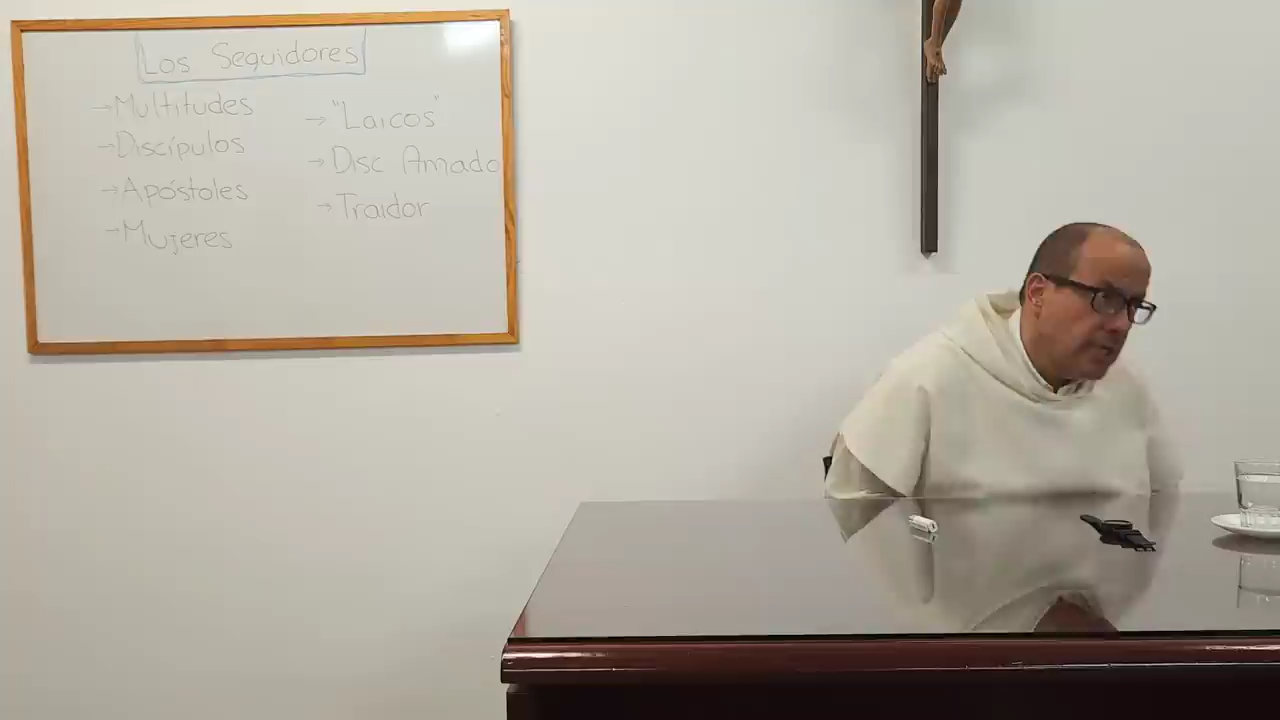 Los Seguidores
→Multitudes
→Discípulos
→Apóstoles
→Mujeres
→"Laicos"
→Disc Amado
→Traidor